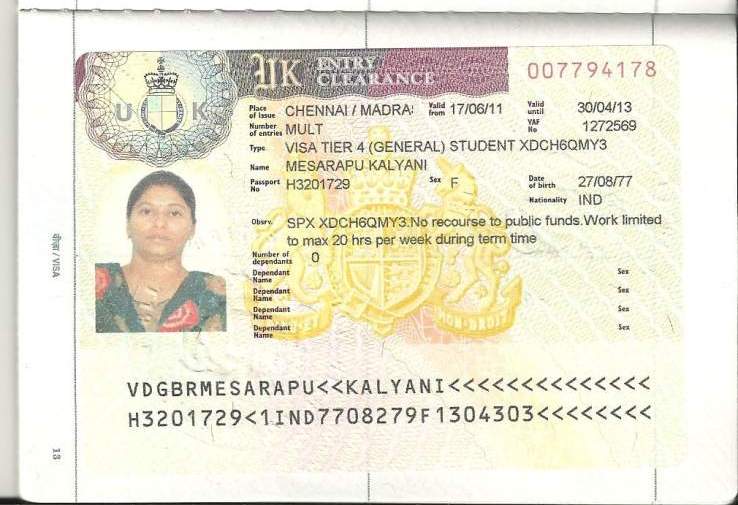 UK ENTRY CLEARANCE
007794178
U K
Place of Issue CHENNAI / MADRAS Valid from 17/06/11 Valid until 30/04/13
Number of entries MULT VAF No 1272569
Type VISA TIER 4 (GENERAL) STUDENT XDCH6QMY3
Name MESARAPU KALYANI
Passport No H3201729 Sex F Date of birth 27/08/77
Nationality IND
Obsrv. SPX XDCH6QMY3.No recourse to public funds.Work limited
to max 20 hrs per week during term time
Number of dependants 0
Dependant Name Sex
Dependant Name Sex
Dependant Name Sex
Dependant Name Sex
VDGBRMESARAPU<<KALYANI<<<<<<<<<<<<<<
H3201729<1IND7708279F1304303<<<<<<<<
वीज़ा / VISA
13